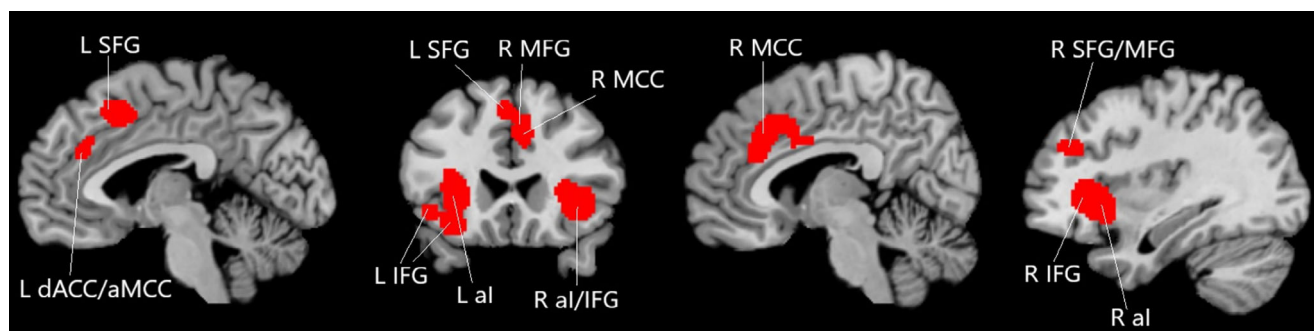 L SFG
L dACC/aMCC
L SFG
R MFG
R MCC
L IFG
L aI
R aI/IFG
R MCC
R SFG/MFG
R IFG
R aI